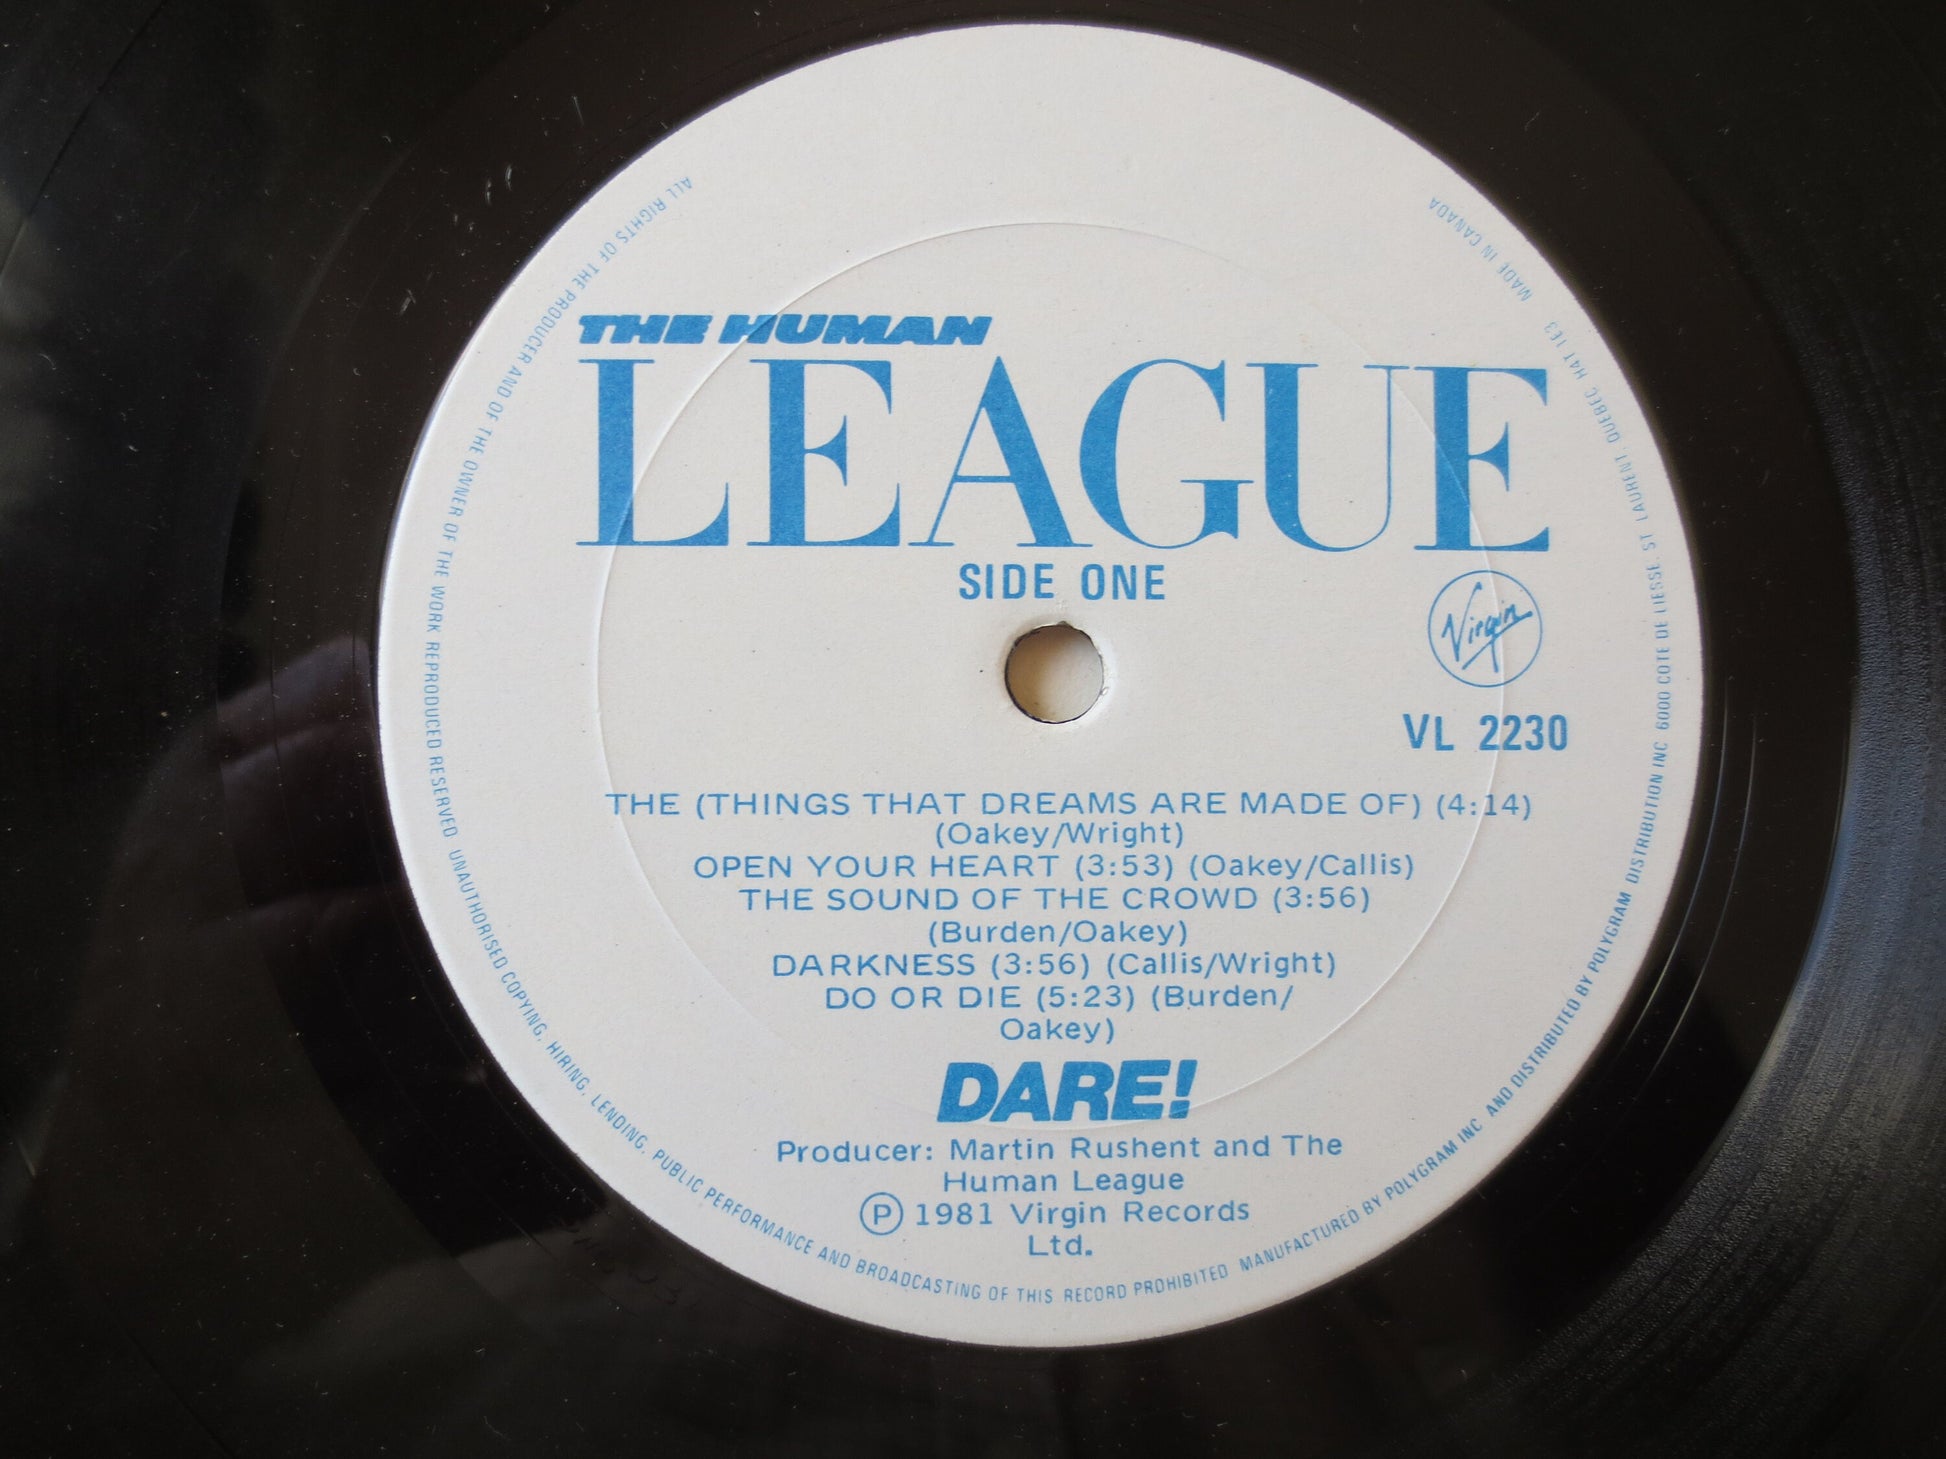 THE HUMAN
LEAGUE
SIDE ONE
Virgin
VL 2230
THE (THINGS THAT DREAMS ARE MADE OF) (4:14)
(Oakey/Wright)
OPEN YOUR HEART (3:53) (Oakey/Callis)
THE SOUND OF THE CROWD (3:56)
(Burden/Oakey)
DARKNESS (3:56) (Callis/Wright)
DO OR DIE (5:23) (Burden/
Oakey)
DARE!
Producer: Martin Rushent and The
Human League
Ⓟ 1981 Virgin Records
Ltd.
ALL RIGHTS OF THE PRODUCER AND OF THE OWNER OF THE WORK REPRODUCED RESERVED UNAUTHORISED COPYING, HIRING, LENDING, PUBLIC PERFORMANCE AND BROADCASTING OF THIS RECORD PROHIBITED MANUFACTURED BY POLYGRAM INC AND DISTRIBUTED BY POLYGRAM DISTRIBUTION INC 6000 COTE DE LIESSE, ST LAURENT, QUEBEC H4T 1E3 MADE IN CANADA